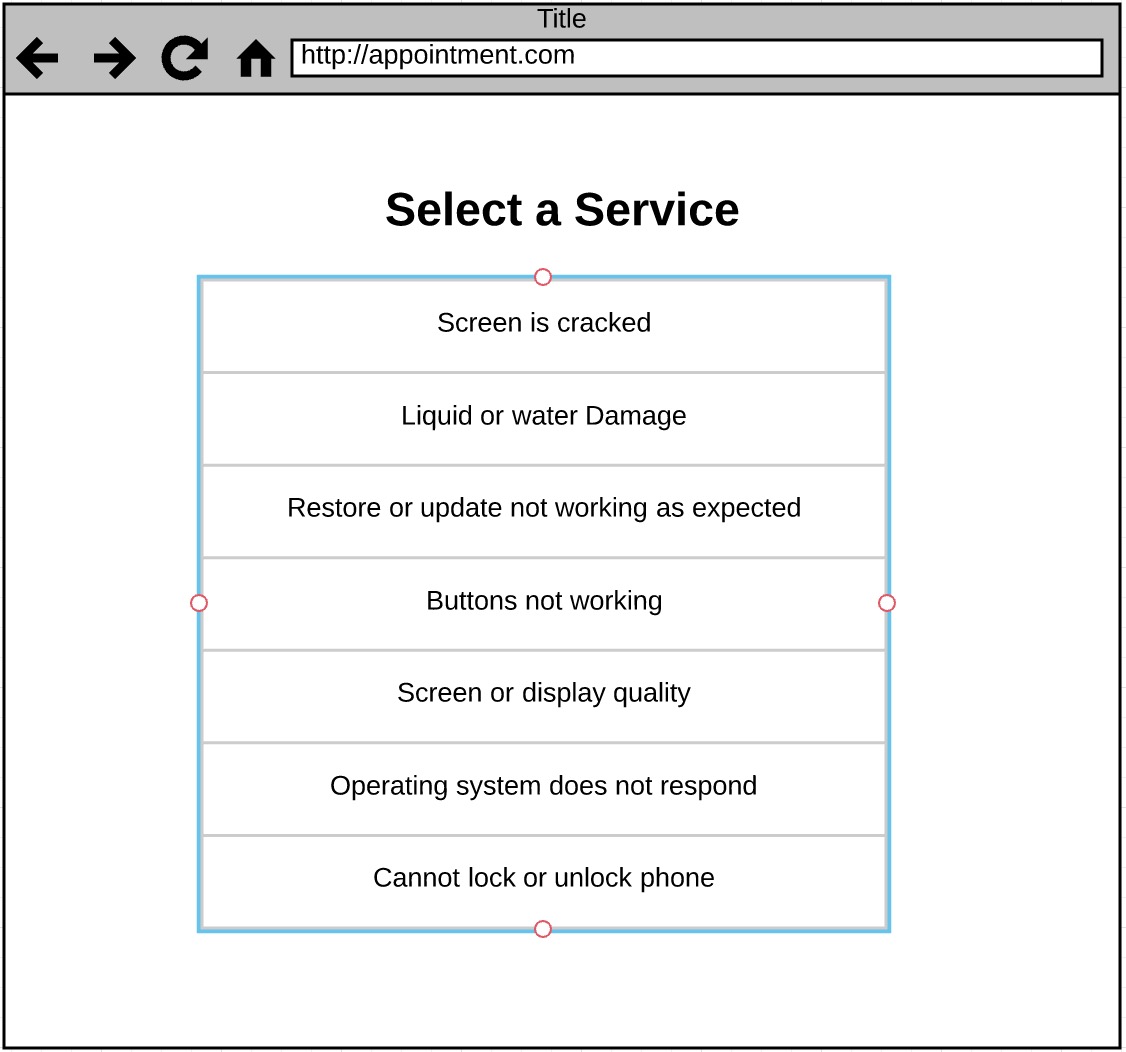 Title
http://appointment.com
Select a Service
Screen is cracked
Liquid or water Damage
Restore or update not working as expected
Buttons not working
Screen or display quality
Operating system does not respond
Cannot lock or unlock phone